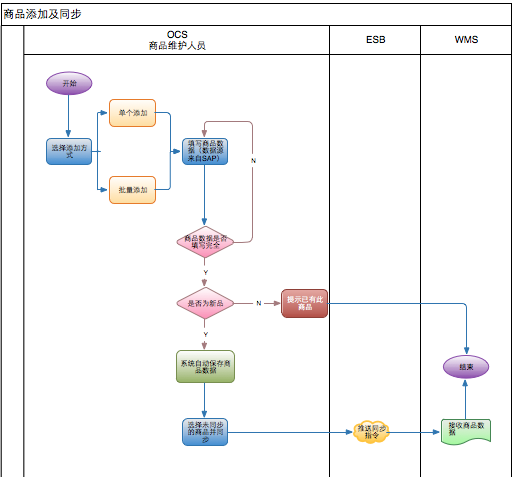 商品添加及同步
OCS
商品维护人员
ESB
WMS
开始
单个添加
选择添加方
式
填写商品数
据（数据源
来自SAP）
N
批量添加
商品数据是否
填写完全
Y
是否为新品
N
提示已有此
商品
Y
系统自动保存商
品数据
结束
选择未同步
的商品并同
步
推送同步
指令
接收商品数
据